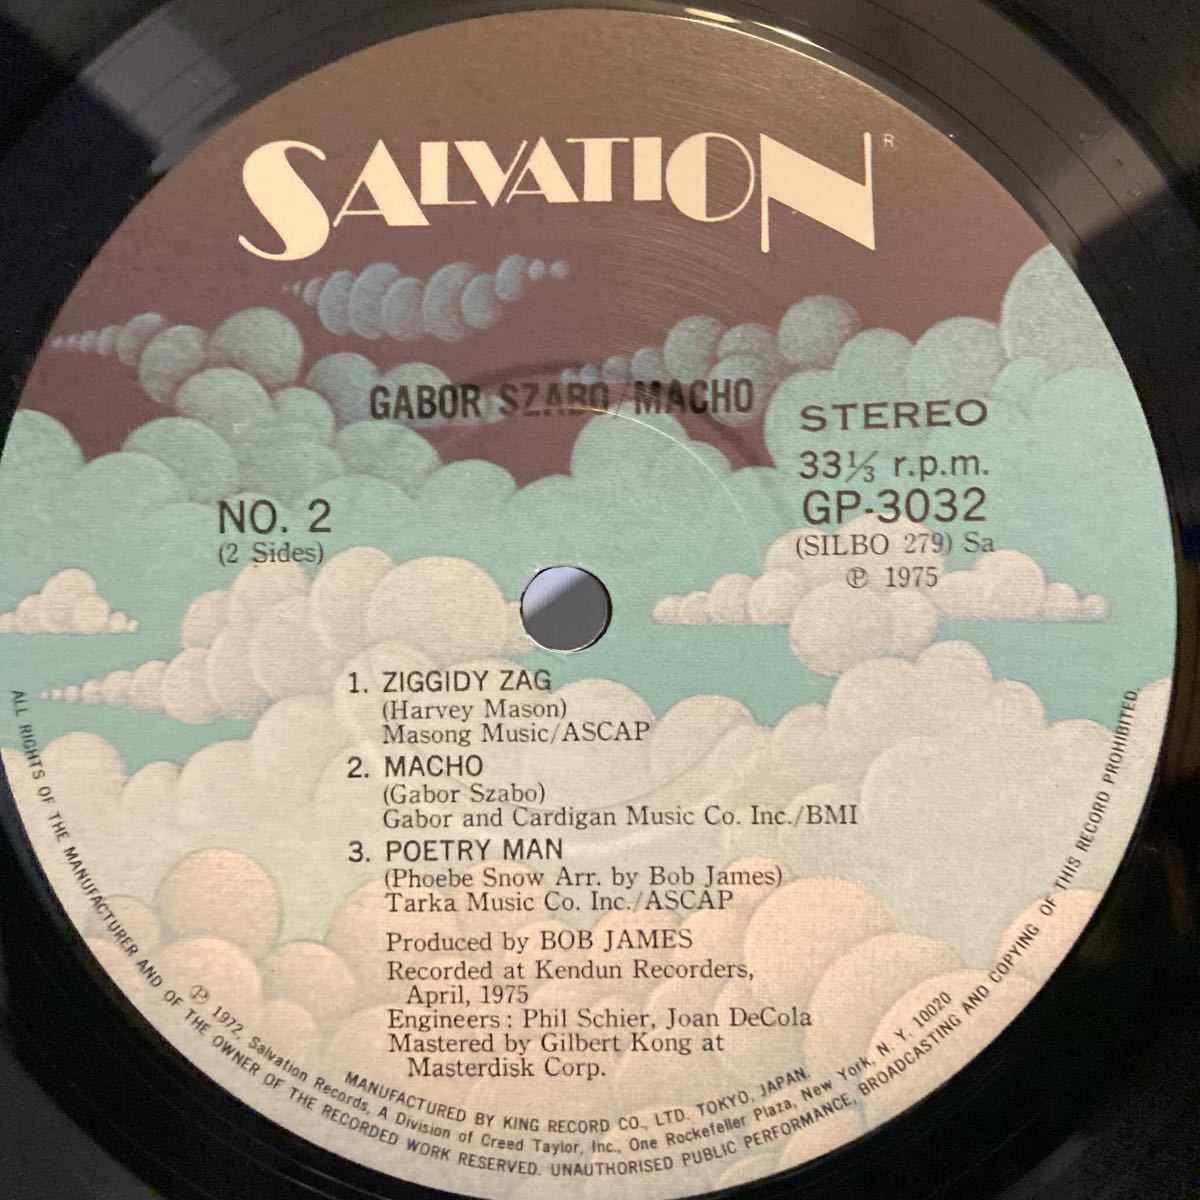 SALVATION ®
GABOR SZABO/MACHO
STEREO
33⅓ r.p.m.
GP-3032
(SILBO 279) Sa
℗ 1975
NO. 2
(2 Sides)
1. ZIGGIDY ZAG
(Harvey Mason)
Masong Music/ASCAP
2. MACHO
(Gabor Szabo)
Gabor and Cardigan Music Co. Inc./BMI
3. POETRY MAN
(Phoebe Snow Arr. by Bob James)
Tarka Music Co. Inc./ASCAP
Produced by BOB JAMES
Recorded at Kendun Recorders,
April, 1975
Engineers: Phil Schier, Joan DeCola
Mastered by Gilbert Kong at
Masterdisk Corp.
MANUFACTURED BY KING RECORD CO., LTD. TOKYO, JAPAN.
℗ 1972, Salvation Records, A Division of Creed Taylor, Inc., One Rockefeller Plaza, New York, N. Y. 10020
ALL RIGHTS OF THE MANUFACTURER AND OF THE OWNER OF THE RECORDED WORK RESERVED. UNAUTHORISED PUBLIC PERFORMANCE, BROADCASTING AND COPYING OF THIS RECORD PROHIBITED.